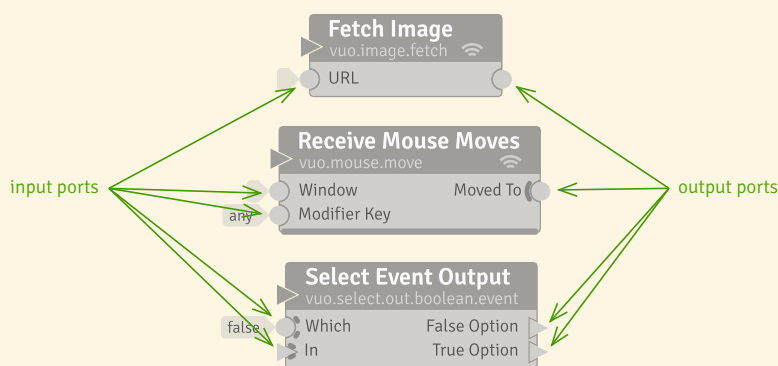 Fetch Image
vuo.image.fetch
URL
Receive Mouse Moves
vuo.mouse.move
input ports
Window
Moved To
output ports
any
Modifier Key
Select Event Output
vuo.select.out.boolean.event
false
Which
False Option
In
True Option